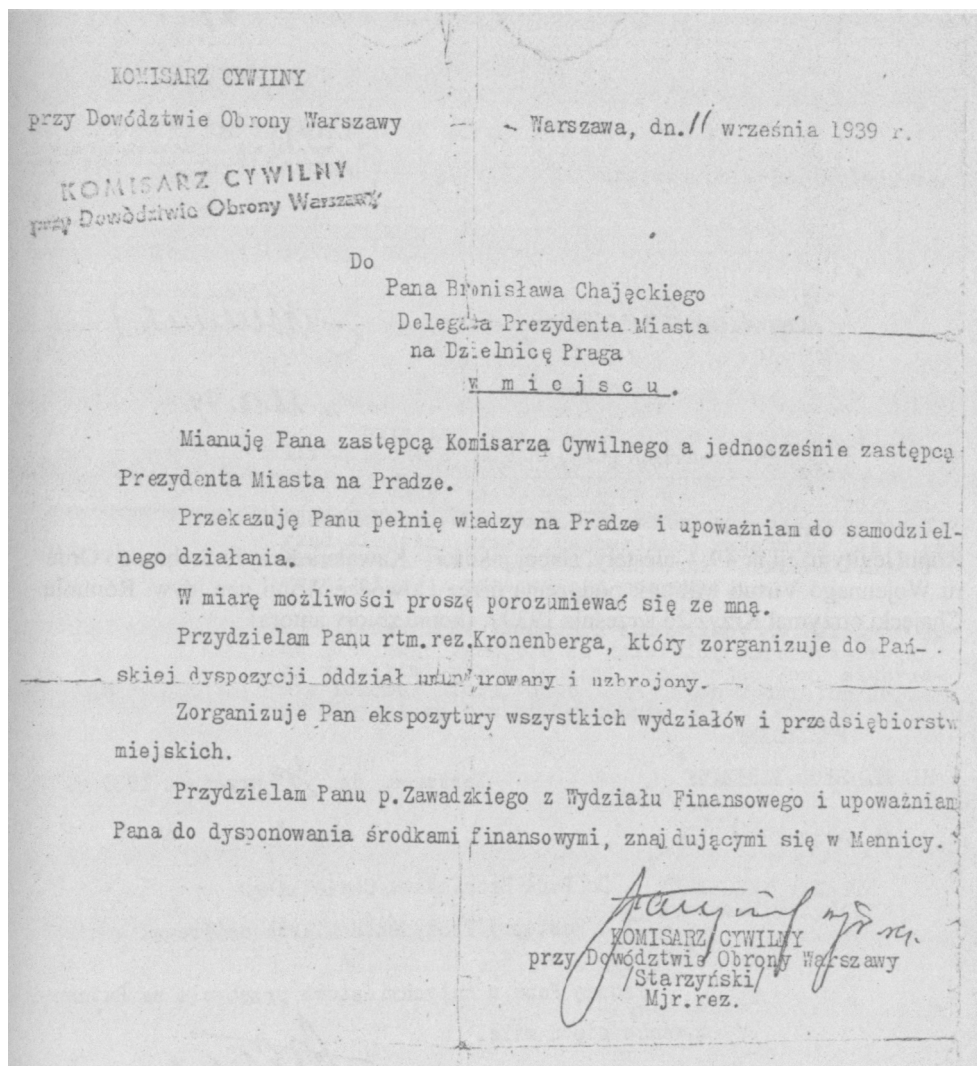 KOMISARZ CYWILNY
przy Dowództwie Obrony Warszawy
Warszawa, dn. 11 września 1939 r.
KOMISARZ CYWILNY
przy Dowództwie Obrony Warszawy
Do
Pana Bronisława Chajęckiego
Delegata Prezydenta Miasta
na Dzielnicę Praga
w miejscu.
Mianuję Pana zastępcą Komisarza Cywilnego a jednocześnie zastępcą
Prezydenta Miasta na Pradze.
Przekazuję Panu pełnię władzy na Pradze i upoważniam do samodziel-
nego działania.
W miarę możliwości proszę porozumiewać się ze mną.
Przydzielam Panu rtm.rez.Kronenberga, który zorganizuje do Pań-
skiej dyspozycji oddział umundurowany i uzbrojony.
Zorganizuje Pan ekspozytury wszystkich wydziałów i przedsiębiorstw
miejskich.
Przydzielam Panu p.Zawadzkiego z Wydziału Finansowego i upoważniam
Pana do dysponowania środkami finansowymi, znajdującymi się w Mennicy.
KOMISARZ CYWILNY
przy Dowództwie Obrony Warszawy
/Starzyński/
Mjr.rez.